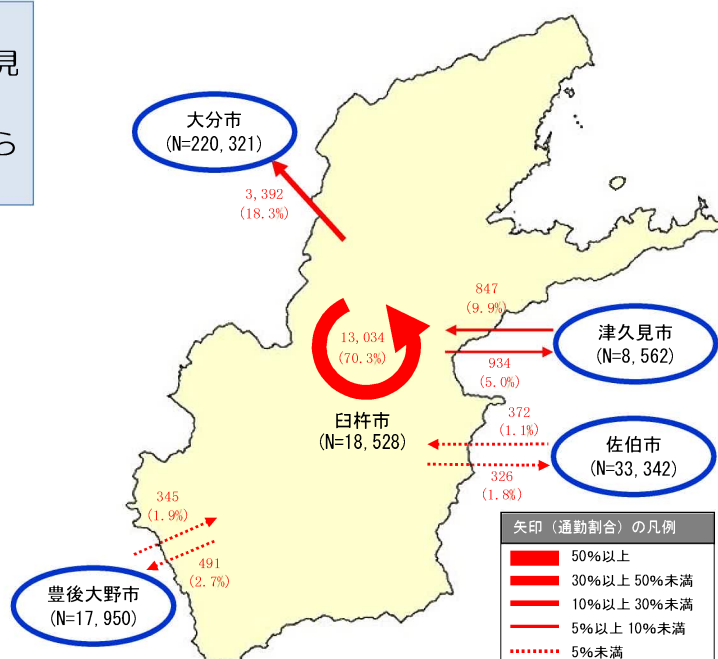 見
ら
大分市
(N=220,321)
3,392
(18.3%)
847
(9.9%)
津久見市
(N=8,562)
13,034
(70.3%)
934
(5.0%)
臼杵市
(N=18,528)
372
(1.1%)
佐伯市
(N=33,342)
326
(1.8%)
345
(1.9%)
491
(2.7%)
豊後大野市
(N=17,950)
矢印（通勤割合）の凡例
50%以上
30%以上 50%未満
10%以上 30%未満
5%以上 10%未満
5%未満